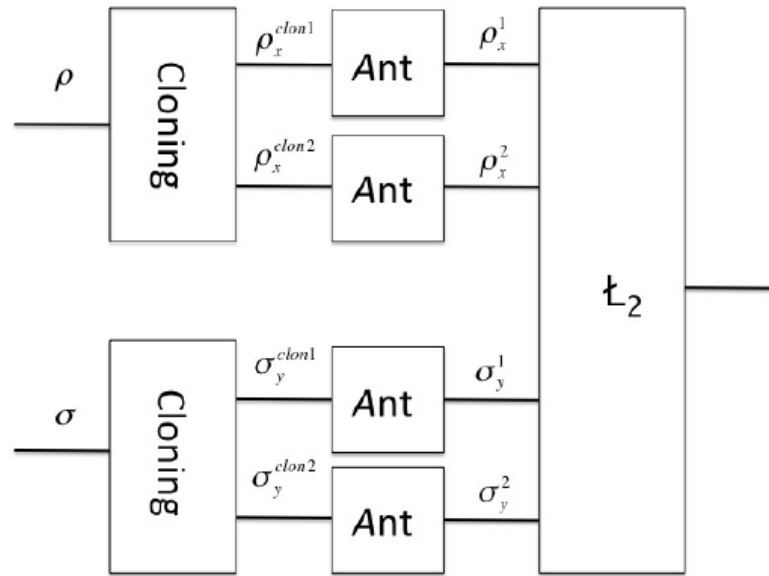 ρ
Cloning
ρ_x^{clon1}
Ant
ρ_x^1
ρ_x^{clon2}
Ant
ρ_x^2
Ł_2
σ
Cloning
σ_y^{clon1}
Ant
σ_y^1
σ_y^{clon2}
Ant
σ_y^2